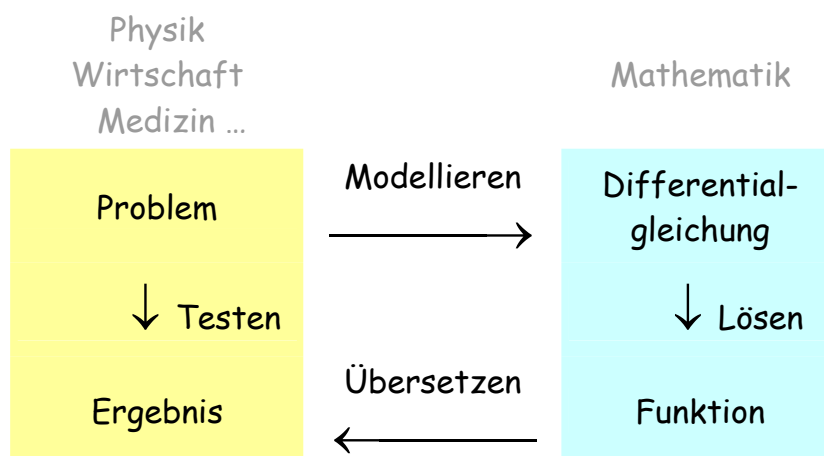 Physik
Wirtschaft
Medizin …
Mathematik
Problem
Modellieren
Differential-
gleichung
↓ Testen
↓ Lösen
Ergebnis
Übersetzen
Funktion